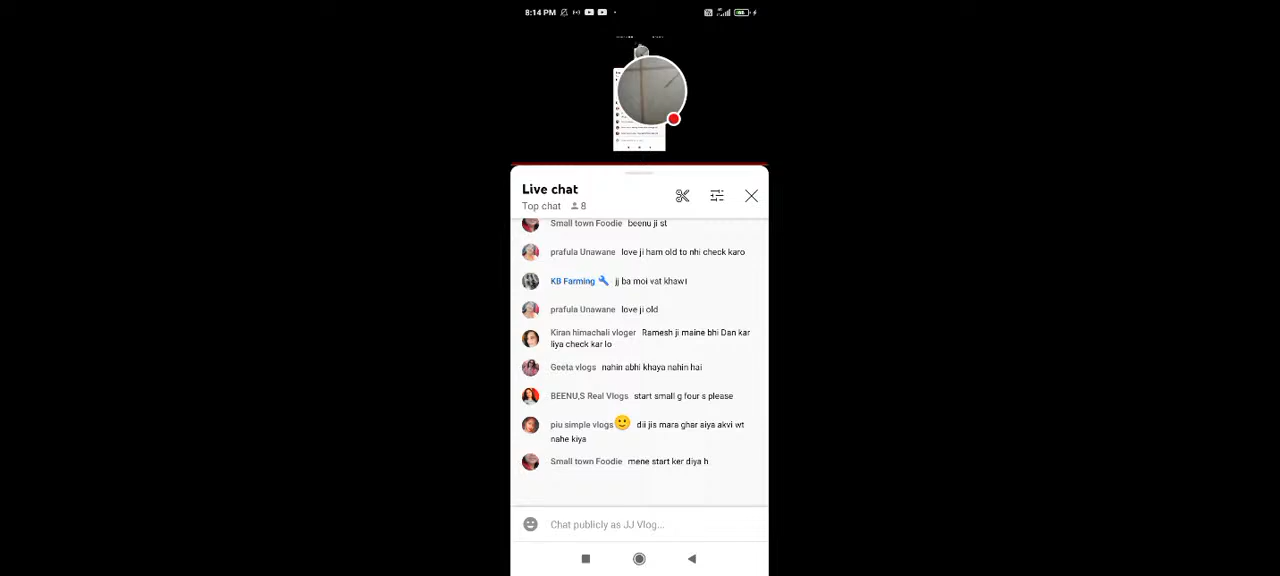 8:14 PM
Live chat
Top chat 8
Small town Foodie beenu ji st
prafula Unawane love ji ham old to nhi check karo
KB Farming jj ba moi vat khawı
prafula Unawane love ji old
Kiran himachali vloger Ramesh ji maine bhi Dan kar
liya check kar lo
Geeta vlogs nahin abhi khaya nahin hai
BEENU,S Real Vlogs start small g four s please
piu simple vlogs🙂 dii jis mara ghar aiya akvi wt
nahe kiya
Small town Foodie mene start ker diya h
Chat publicly as JJ Vlog...